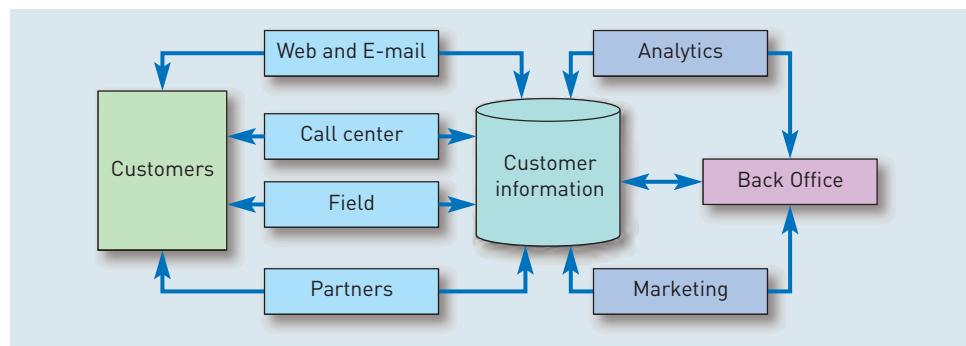 Web and E-mail
Analytics
Call center
Customers
Customer
information
Back Office
Field
Partners
Marketing